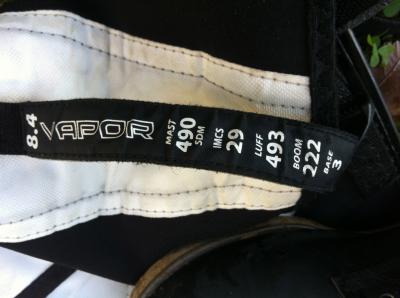 8.4
VAPOR
MAST
490
SDM
IMCS
29
LUFF
493
BOOM
222
BASE
3